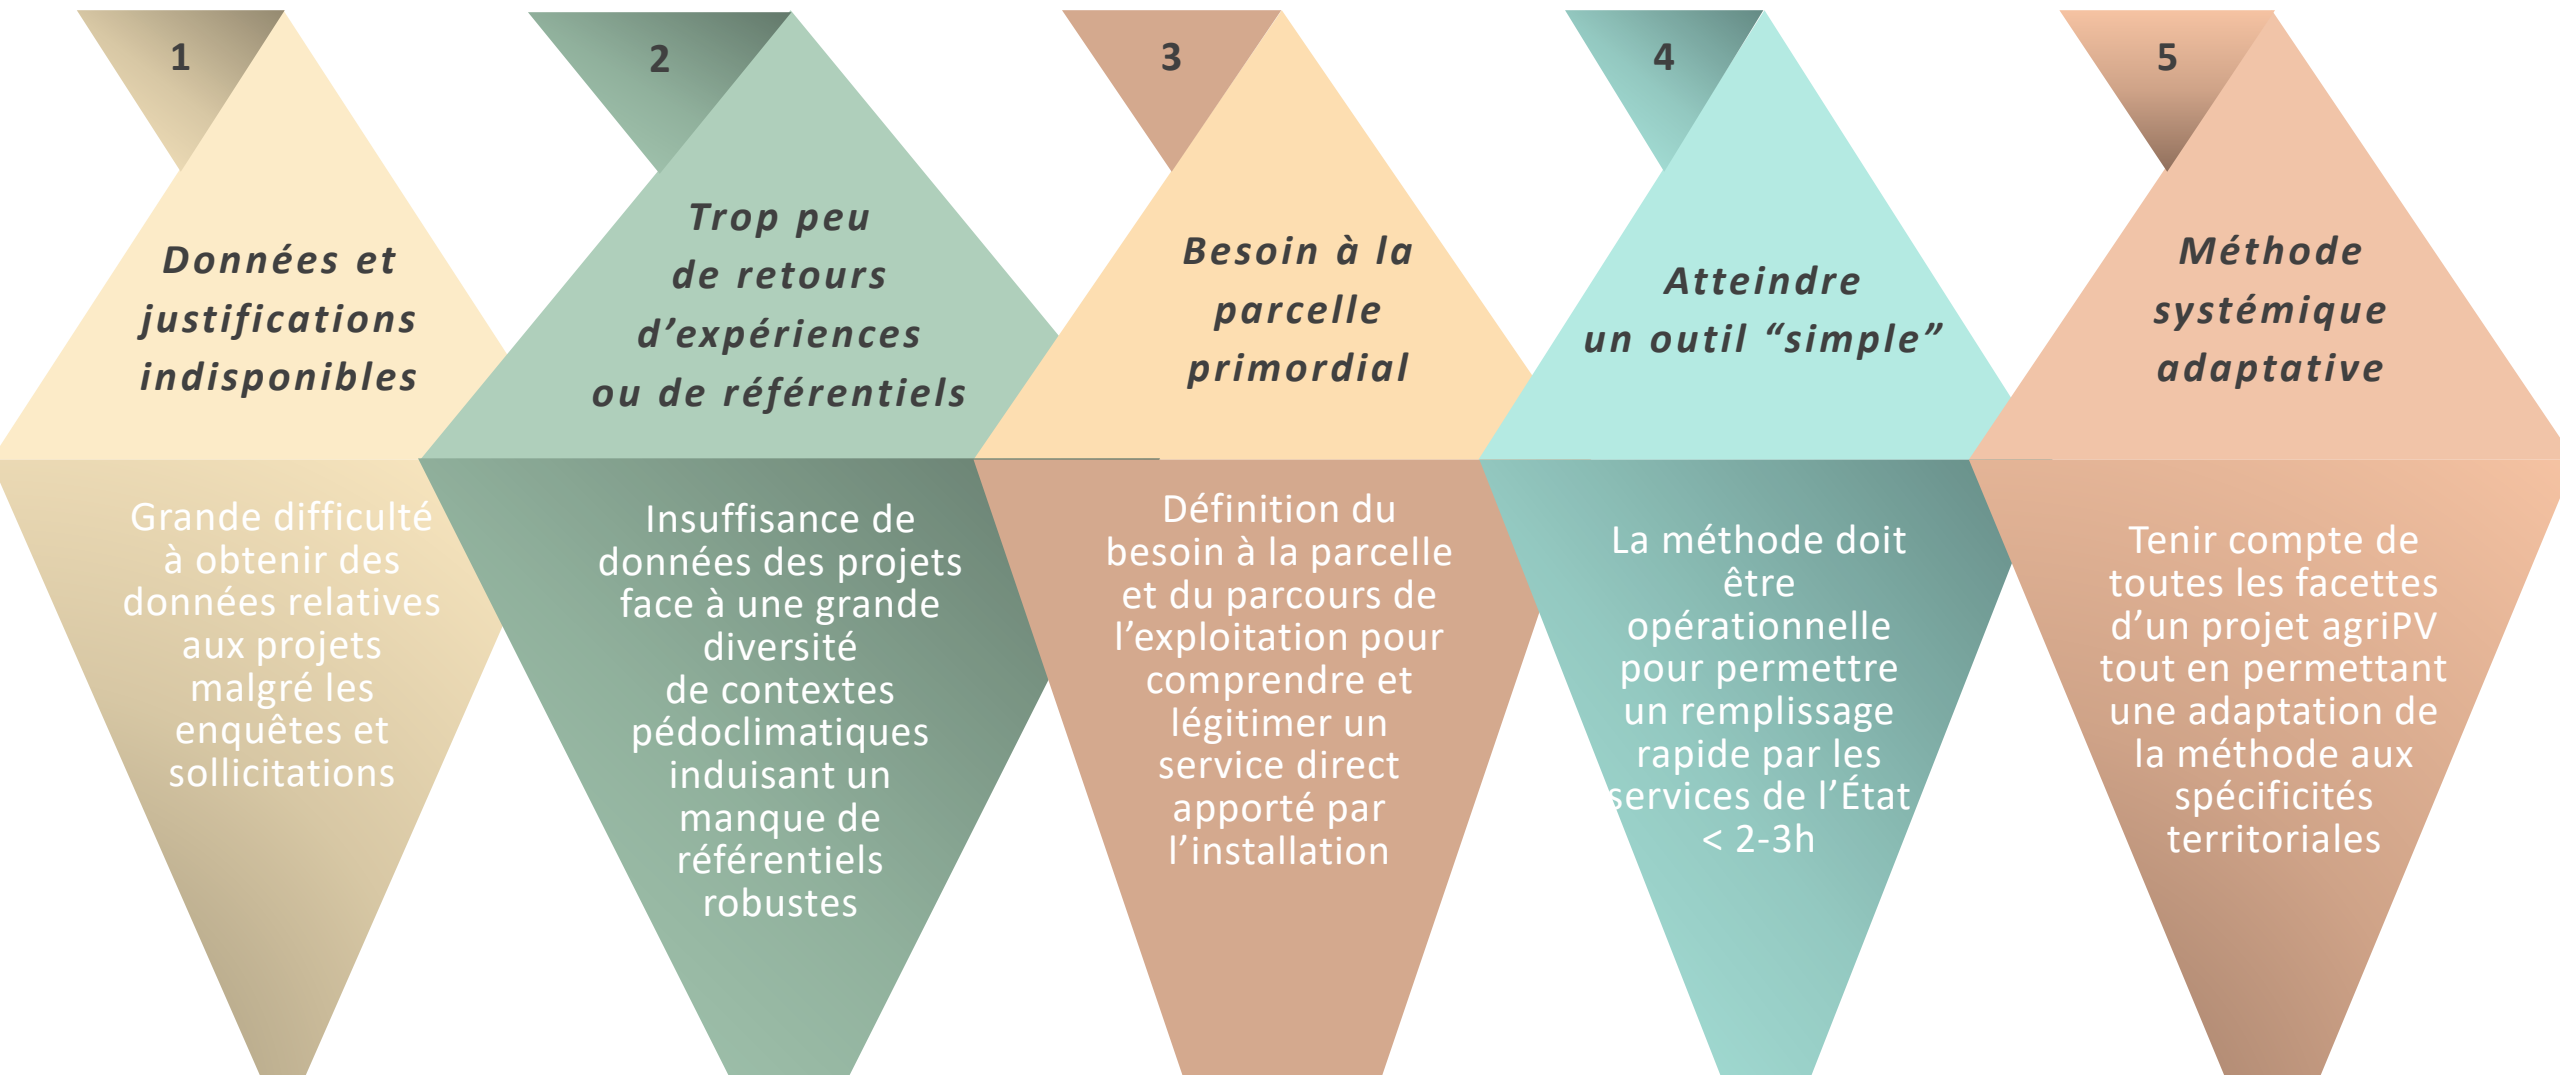 1
Données et
justifications
indisponibles
Grande difficulté
à obtenir des
données relatives
aux projets
malgré les
enquêtes et
sollicitations
2
Trop peu
de retours
d’expériences
ou de référentiels
Insuffisance de
données des projets
face à une grande
diversité
de contextes
pédoclimatiques
induisant un
manque de
référentiels
robustes
3
Besoin à la
parcelle
primordial
Définition du
besoin à la parcelle
et du parcours de
l’exploitation pour
comprendre et
légitimer un
service direct
apporté par
l’installation
4
Atteindre
un outil “simple”
La méthode doit
être
opérationnelle
pour permettre
un remplissage
rapide par les
services de l’État
< 2-3h
5
Méthode
systémique
adaptative
Tenir compte de
toutes les facettes
d’un projet agriPV
tout en permettant
une adaptation de
la méthode aux
spécificités
territoriales